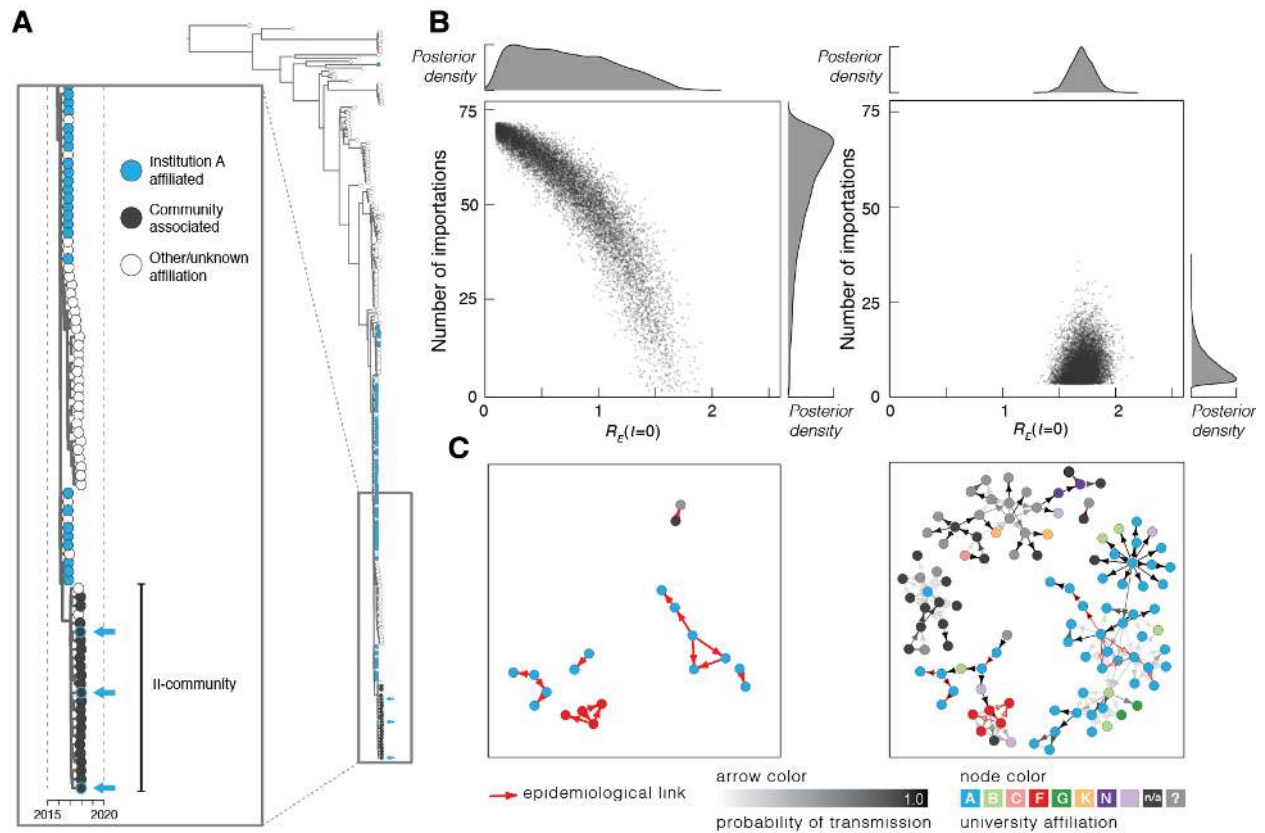 A
Institution A
affiliated
Community
associated
Other/unknown
affiliation
II-community
2015
2020
B
Posterior
density
75
50
25
0
Number of importations
0
1
2
R_E(t=0)
Posterior
density
Posterior
density
75
50
25
0
Number of importations
0
1
2
R_E(t=0)
Posterior
density
C
epidemiological link
arrow color
1.0
probability of transmission
node color
A B C F G K N n/a ?
university affiliation